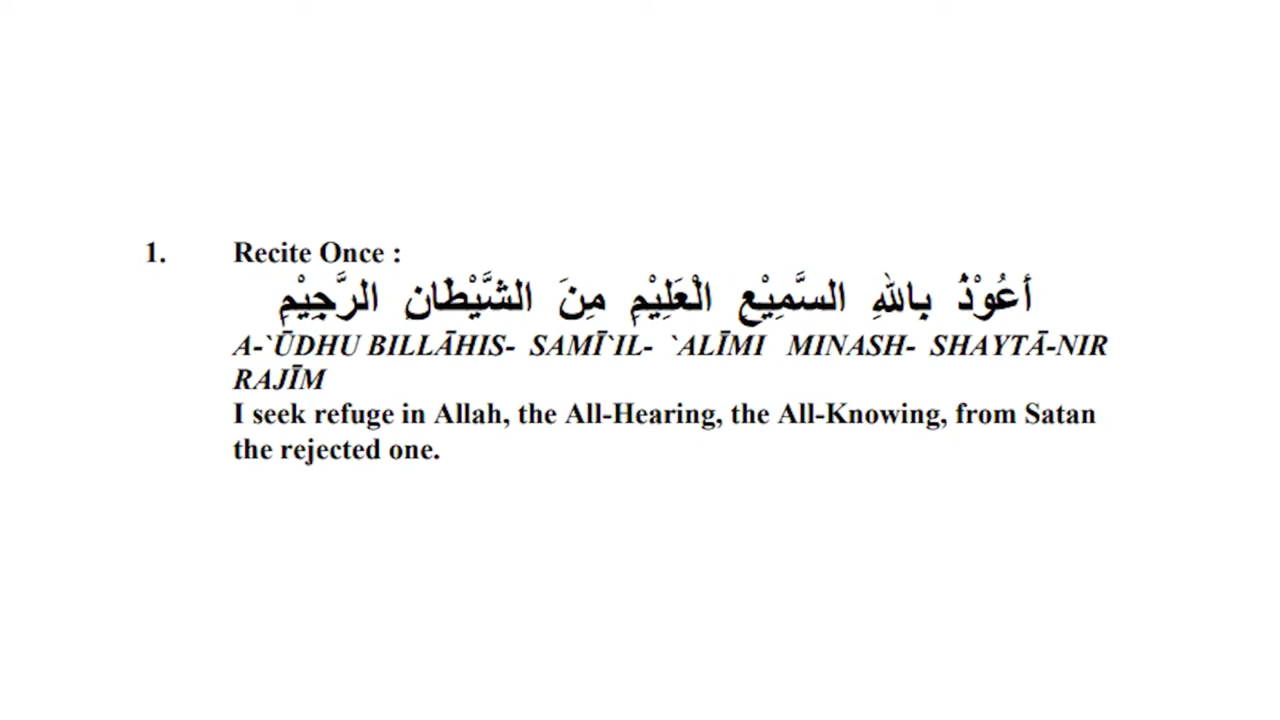 1. Recite Once :
أَعُوْذُ بِاللهِ السَّمِيْعِ الْعَلِيْمِ مِنَ الشَّيْطَانِ الرَّجِيْمِ
A-`ŪDHU BILLĀHIS- SAMĪ`IL- `ALĪMI MINASH- SHAYTĀ-NIR
RAJĪM
I seek refuge in Allah, the All-Hearing, the All-Knowing, from Satan
the rejected one.